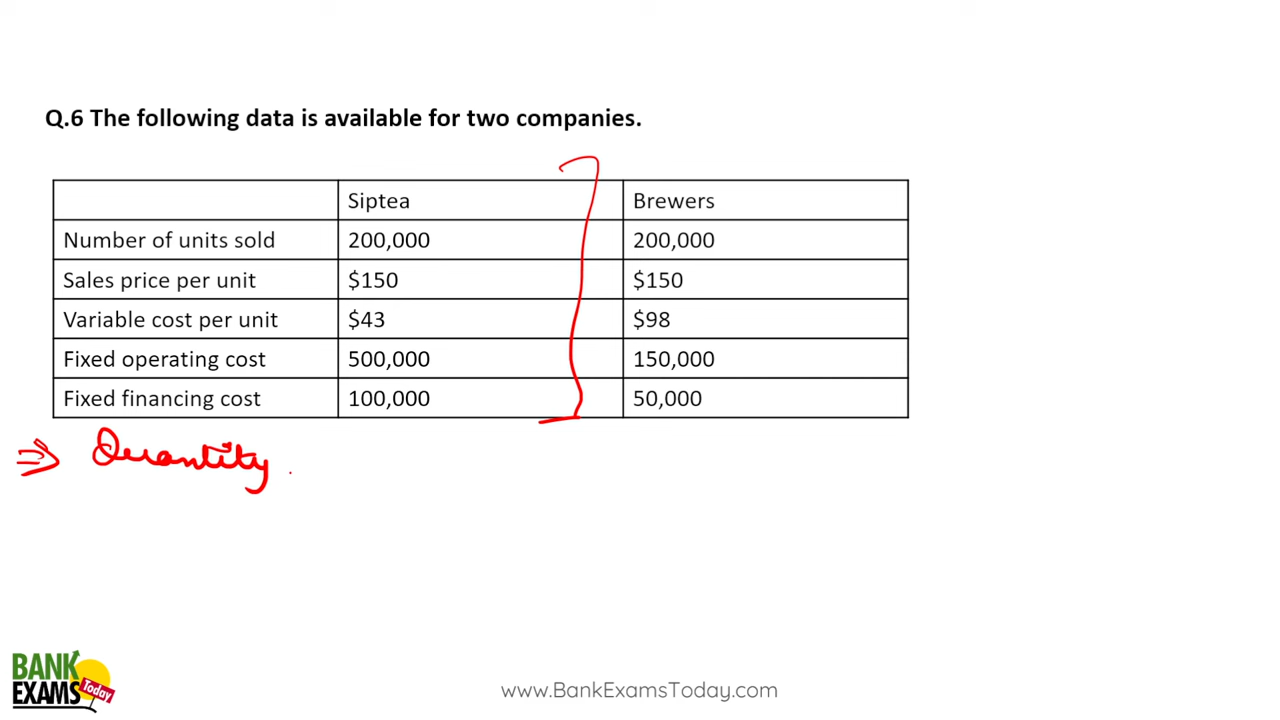 Q.6 The following data is available for two companies.
Siptea Brewers
Number of units sold 200,000 200,000
Sales price per unit $150 $150
Variable cost per unit $43 $98
Fixed operating cost 500,000 150,000
Fixed financing cost 100,000 50,000
⇒ Quantity
BANK
EXAMS Today
www.BankExamsToday.com